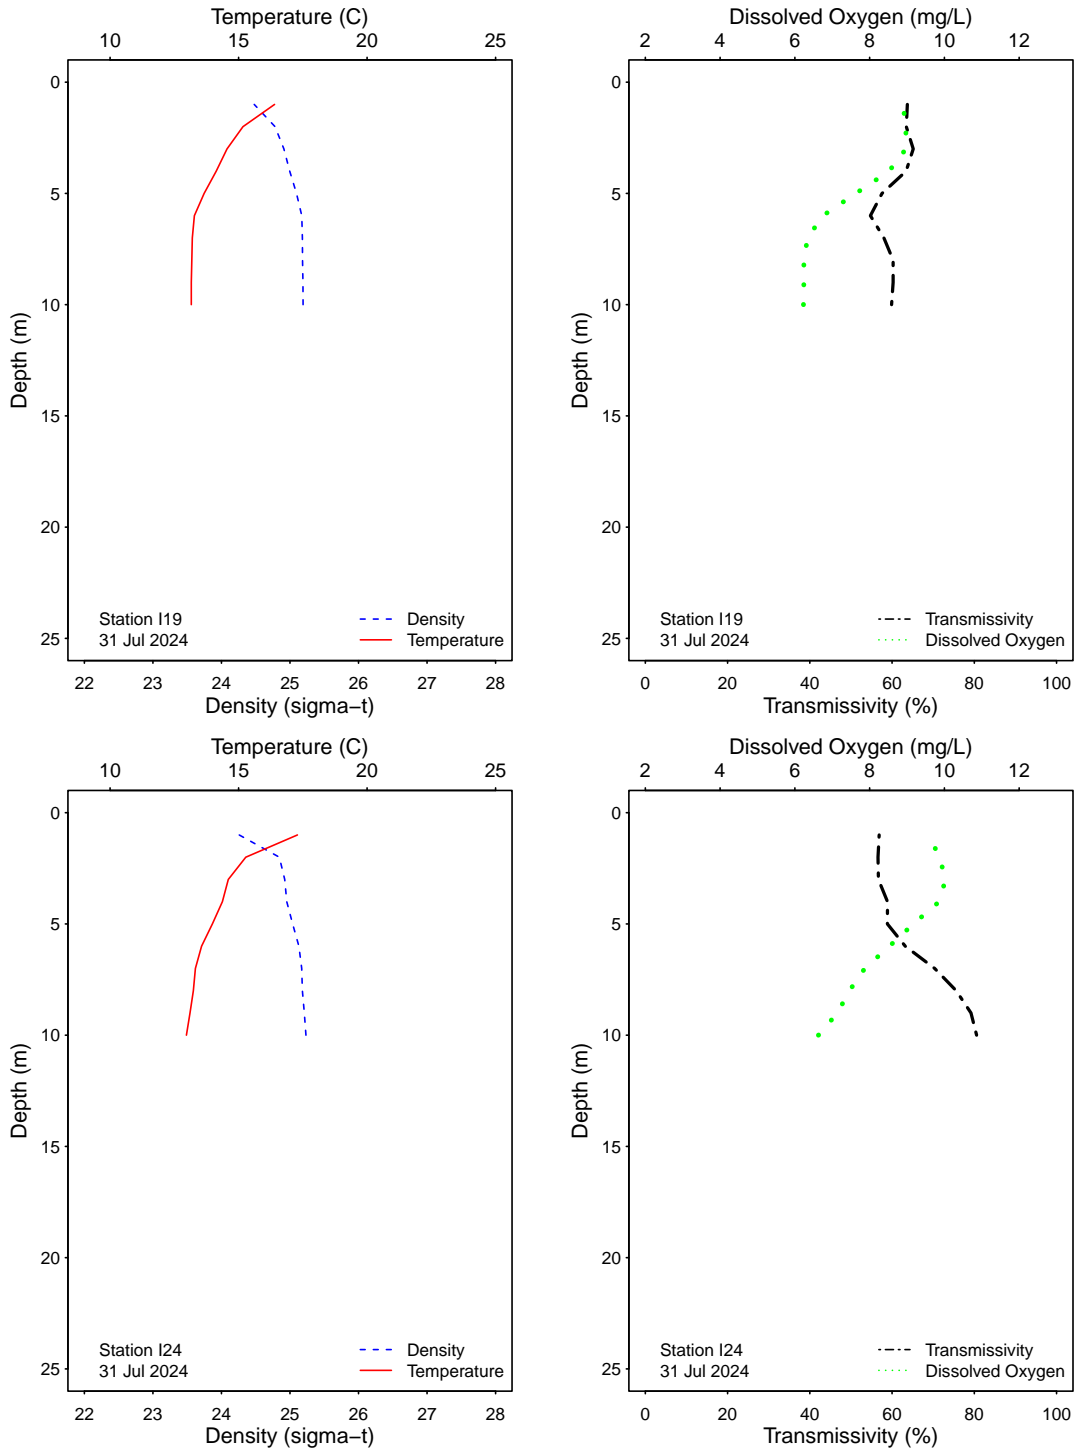 Temperature (C)
10 15 20 25
0
5
10
15
20
25
Depth (m)
Station I19
31 Jul 2024
Density
Temperature
22 23 24 25 26 27 28
Density (sigma−t)
Dissolved Oxygen (mg/L)
2 4 6 8 10 12
0
5
10
15
20
25
Depth (m)
Station I19
31 Jul 2024
Transmissivity
Dissolved Oxygen
0 20 40 60 80 100
Transmissivity (%)
Temperature (C)
10 15 20 25
0
5
10
15
20
25
Depth (m)
Station I24
31 Jul 2024
Density
Temperature
22 23 24 25 26 27 28
Density (sigma−t)
Dissolved Oxygen (mg/L)
2 4 6 8 10 12
0
5
10
15
20
25
Depth (m)
Station I24
31 Jul 2024
Transmissivity
Dissolved Oxygen
0 20 40 60 80 100
Transmissivity (%)